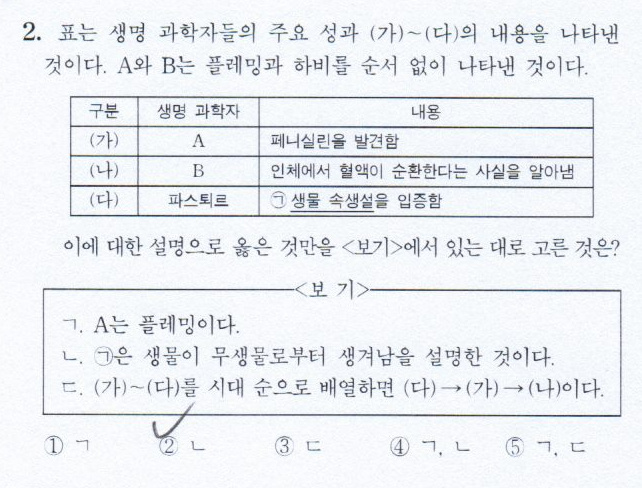 2. 표는 생명 과학자들의 주요 성과 (가)~(다)의 내용을 나타낸
것이다. A와 B는 플레밍과 하비를 순서 없이 나타낸 것이다.
구분 생명 과학자 내용
(가) A 페니실린을 발견함
(나) B 인체에서 혈액이 순환한다는 사실을 알아냄
(다) 파스퇴르 ㉠생물 속생설을 입증함
이에 대한 설명으로 옳은 것만을 <보기>에서 있는 대로 고른 것은?
<보 기>
ㄱ. A는 플레밍이다.
ㄴ. ㉠은 생물이 무생물로부터 생겨남을 설명한 것이다.
ㄷ. (가)~(다)를 시대 순으로 배열하면 (다)→(가)→(나)이다.
① ㄱ ② ㄴ ③ ㄷ ④ ㄱ, ㄴ ⑤ ㄱ, ㄷ